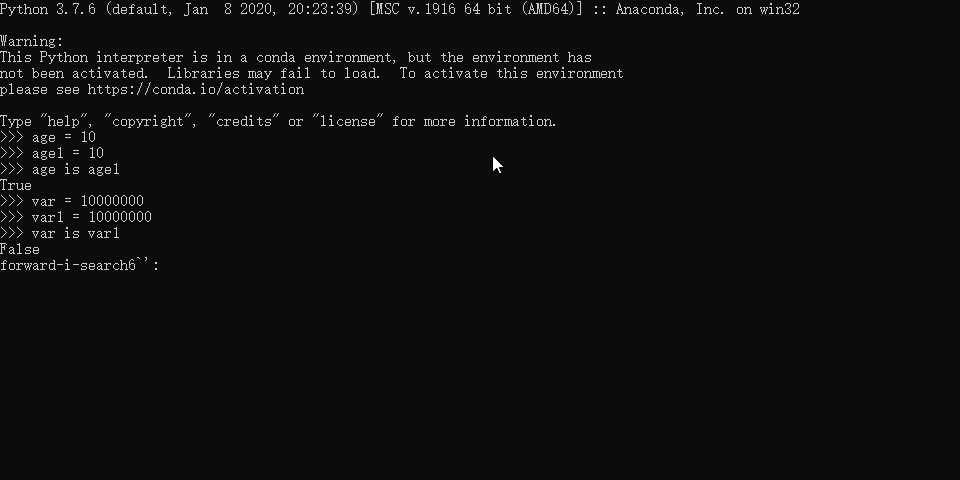 Python 3.7.6 (default, Jan  8 2020, 20:23:39) [MSC v.1916 64 bit (AMD64)] :: Anaconda, Inc. on win32
Warning:
This Python interpreter is in a conda environment, but the environment has
not been activated.  Libraries may fail to load.  To activate this environment
please see https://conda.io/activation
Type "help", "copyright", "credits" or "license" for more information.
>>> age = 10
>>> age1 = 10
>>> age is age1
True
>>> var = 10000000
>>> var1 = 10000000
>>> var is var1
False
forward-i-search6`':